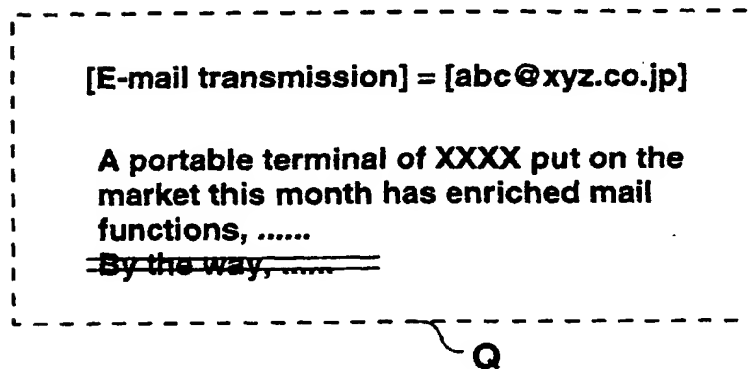 [E-mail transmission] = [abc@xyz.co.jp]
A portable terminal of XXXX put on the
market this month has enriched mail
functions, ......
By the way, ......
Q